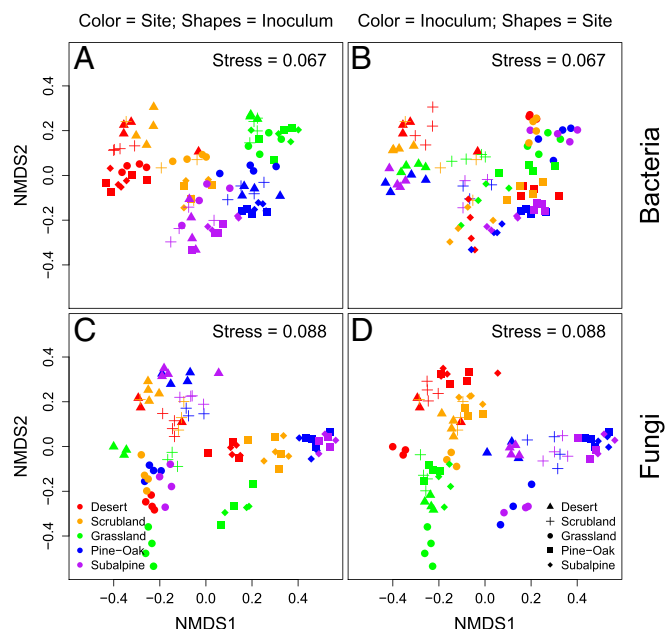 Color = Site; Shapes = Inoculum
Color = Inoculum; Shapes = Site
A
Stress = 0.067
B
Stress = 0.067
NMDS2
0.4
0.2
0.0
−0.2
−0.4
Bacteria
C
Stress = 0.088
D
Stress = 0.088
NMDS2
0.4
0.2
0.0
−0.2
−0.4
Fungi
Desert
Scrubland
Grassland
Pine−Oak
Subalpine
Desert
Scrubland
Grassland
Pine−Oak
Subalpine
−0.4 −0.2 0.0 0.2 0.4
−0.4 −0.2 0.0 0.2 0.4
NMDS1
NMDS1